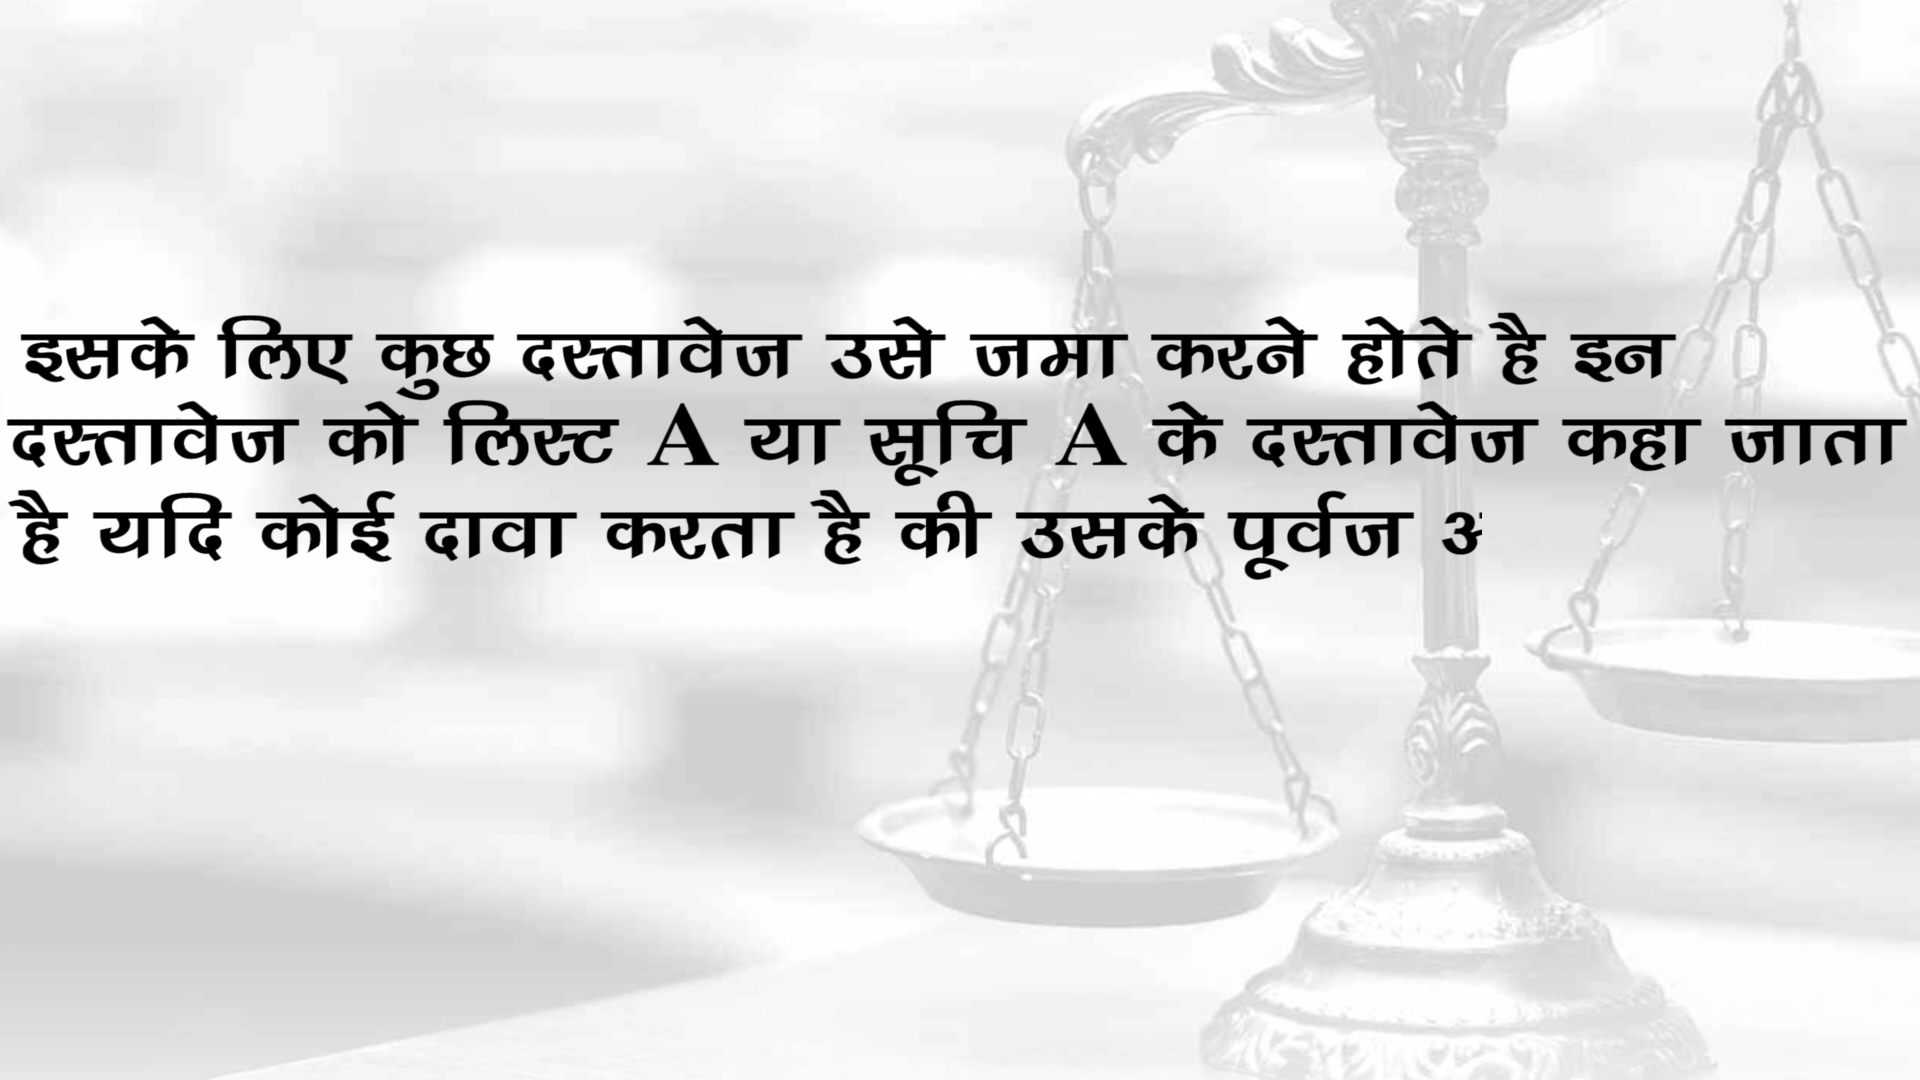 इसके लिए कुछ दस्तावेज उसे जमा करने होते है इन
दस्तावेज को लिस्ट A या सूचि A के दस्तावेज कहा जाता
है यदि कोई दावा करता है की उसके पूर्वज